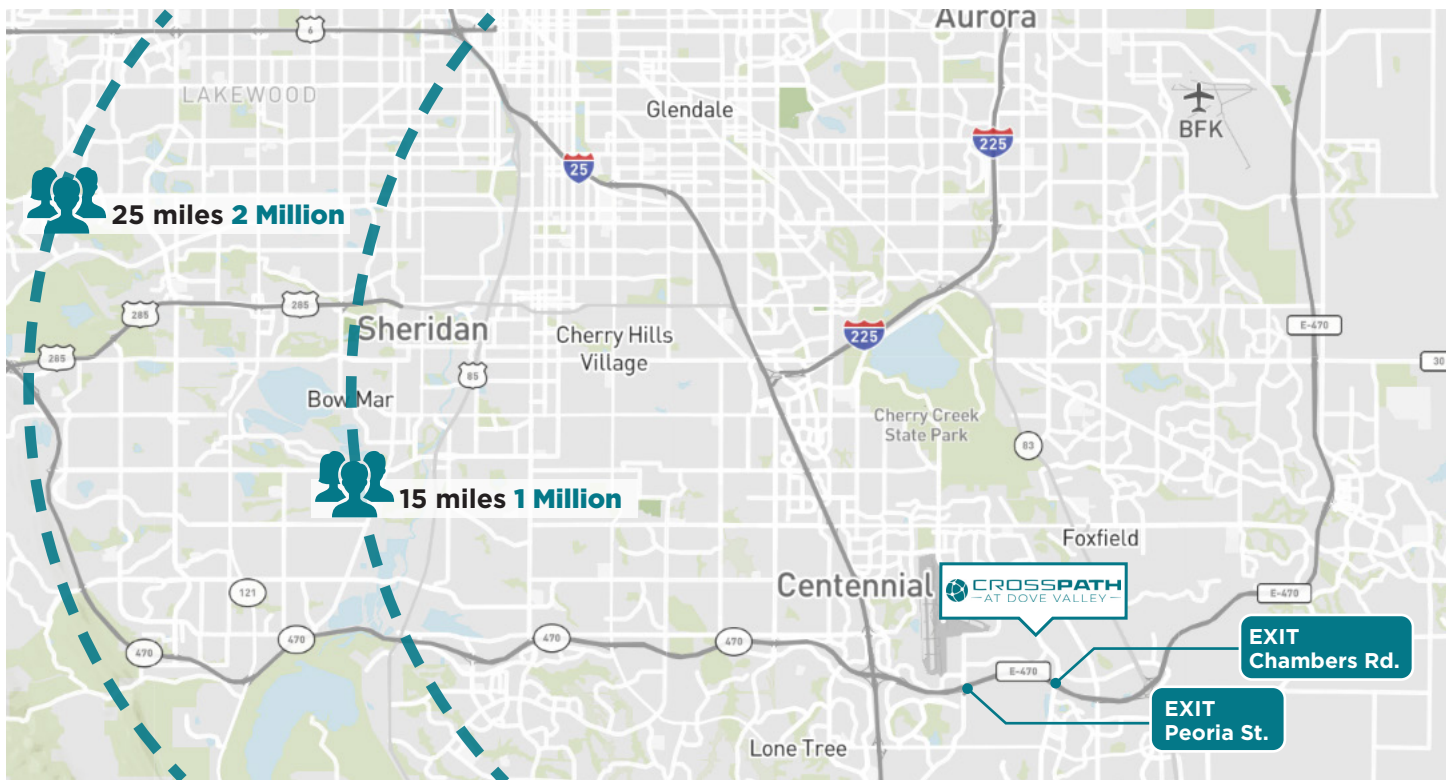 Aurora
6
LAKEWOOD
Glendale
BFK
225
25
25 miles 2 Million
285
285
285
Sheridan
Cherry Hills
Village
225
E-470
30
85
Bow Mar
Cherry Creek
State Park
83
15 miles 1 Million
Foxfield
Centennial
CROSSPATH
AT DOVE VALLEY
121
E-470
470
470
470
470
E-470
EXIT
Chambers Rd.
EXIT
Peoria St.
Lone Tree